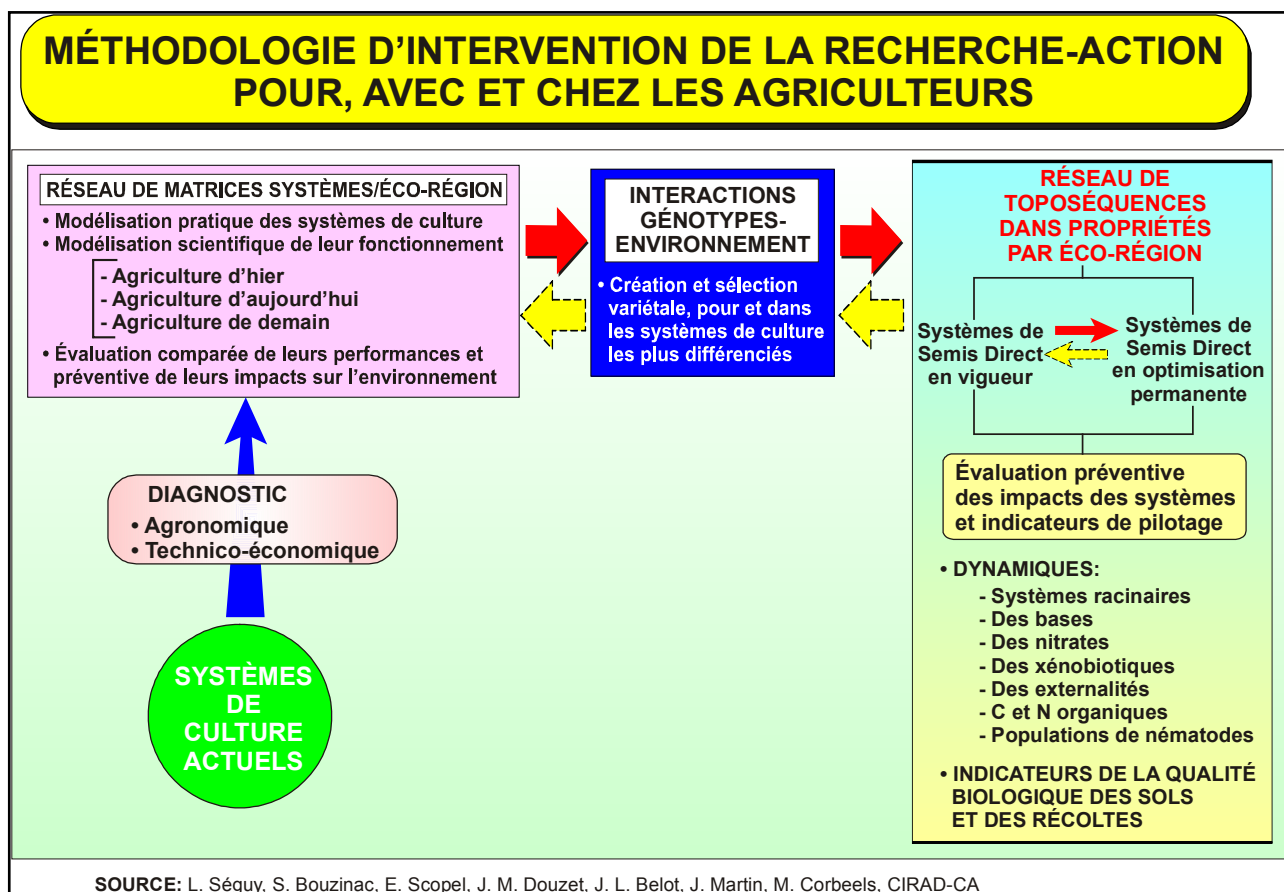 MÉTHODOLOGIE D'INTERVENTION DE LA RECHERCHE-ACTION
POUR, AVEC ET CHEZ LES AGRICULTEURS
RÉSEAU DE MATRICES SYSTÈMES/ÉCO-RÉGION
• Modélisation pratique des systèmes de culture
• Modélisation scientifique de leur fonctionnement
- Agriculture d'hier
- Agriculture d'aujourd'hui
- Agriculture de demain
• Évaluation comparée de leurs performances et
préventive de leurs impacts sur l'environnement
DIAGNOSTIC
• Agronomique
• Technico-économique
SYSTÈMES
DE
CULTURE
ACTUELS
INTERACTIONS
GÉNOTYPES-
ENVIRONNEMENT
• Création et sélection
variétale, pour et dans
les systèmes de culture
les plus différenciés
RÉSEAU DE
TOPOSÉQUENCES
DANS PROPRIÉTÉS
PAR ÉCO-RÉGION
Systèmes de
Semis Direct
en vigueur
Systèmes de
Semis Direct
en optimisation
permanente
Évaluation préventive
des impacts des systèmes
et indicateurs de pilotage
• DYNAMIQUES:
- Systèmes racinaires
- Des bases
- Des nitrates
- Des xénobiotiques
- Des externalités
- C et N organiques
- Populations de nématodes
• INDICATEURS DE LA QUALITÉ
BIOLOGIQUE DES SOLS
ET DES RÉCOLTES
SOURCE: L. Séguy, S. Bouzinac, E. Scopel, J. M. Douzet, J. L. Belot, J. Martin, M. Corbeels, CIRAD-CA